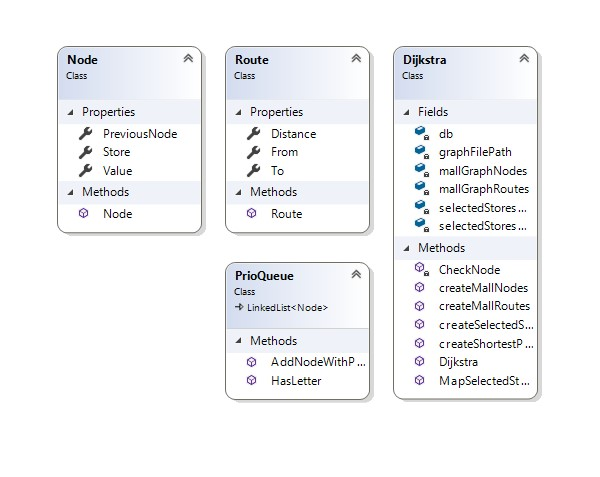 Node
Class
Properties
PreviousNode
Store
Value
Methods
Node
Route
Class
Properties
Distance
From
To
Methods
Route
PrioQueue
Class
LinkedList<Node>
Methods
AddNodeWithP...
HasLetter
Dijkstra
Class
Fields
db
graphFilePath
mallGraphNodes
mallGraphRoutes
selectedStores...
selectedStores...
Methods
CheckNode
createMallNodes
createMallRoutes
createSelectedS...
createShortestP...
Dijkstra
MapSelectedSt...